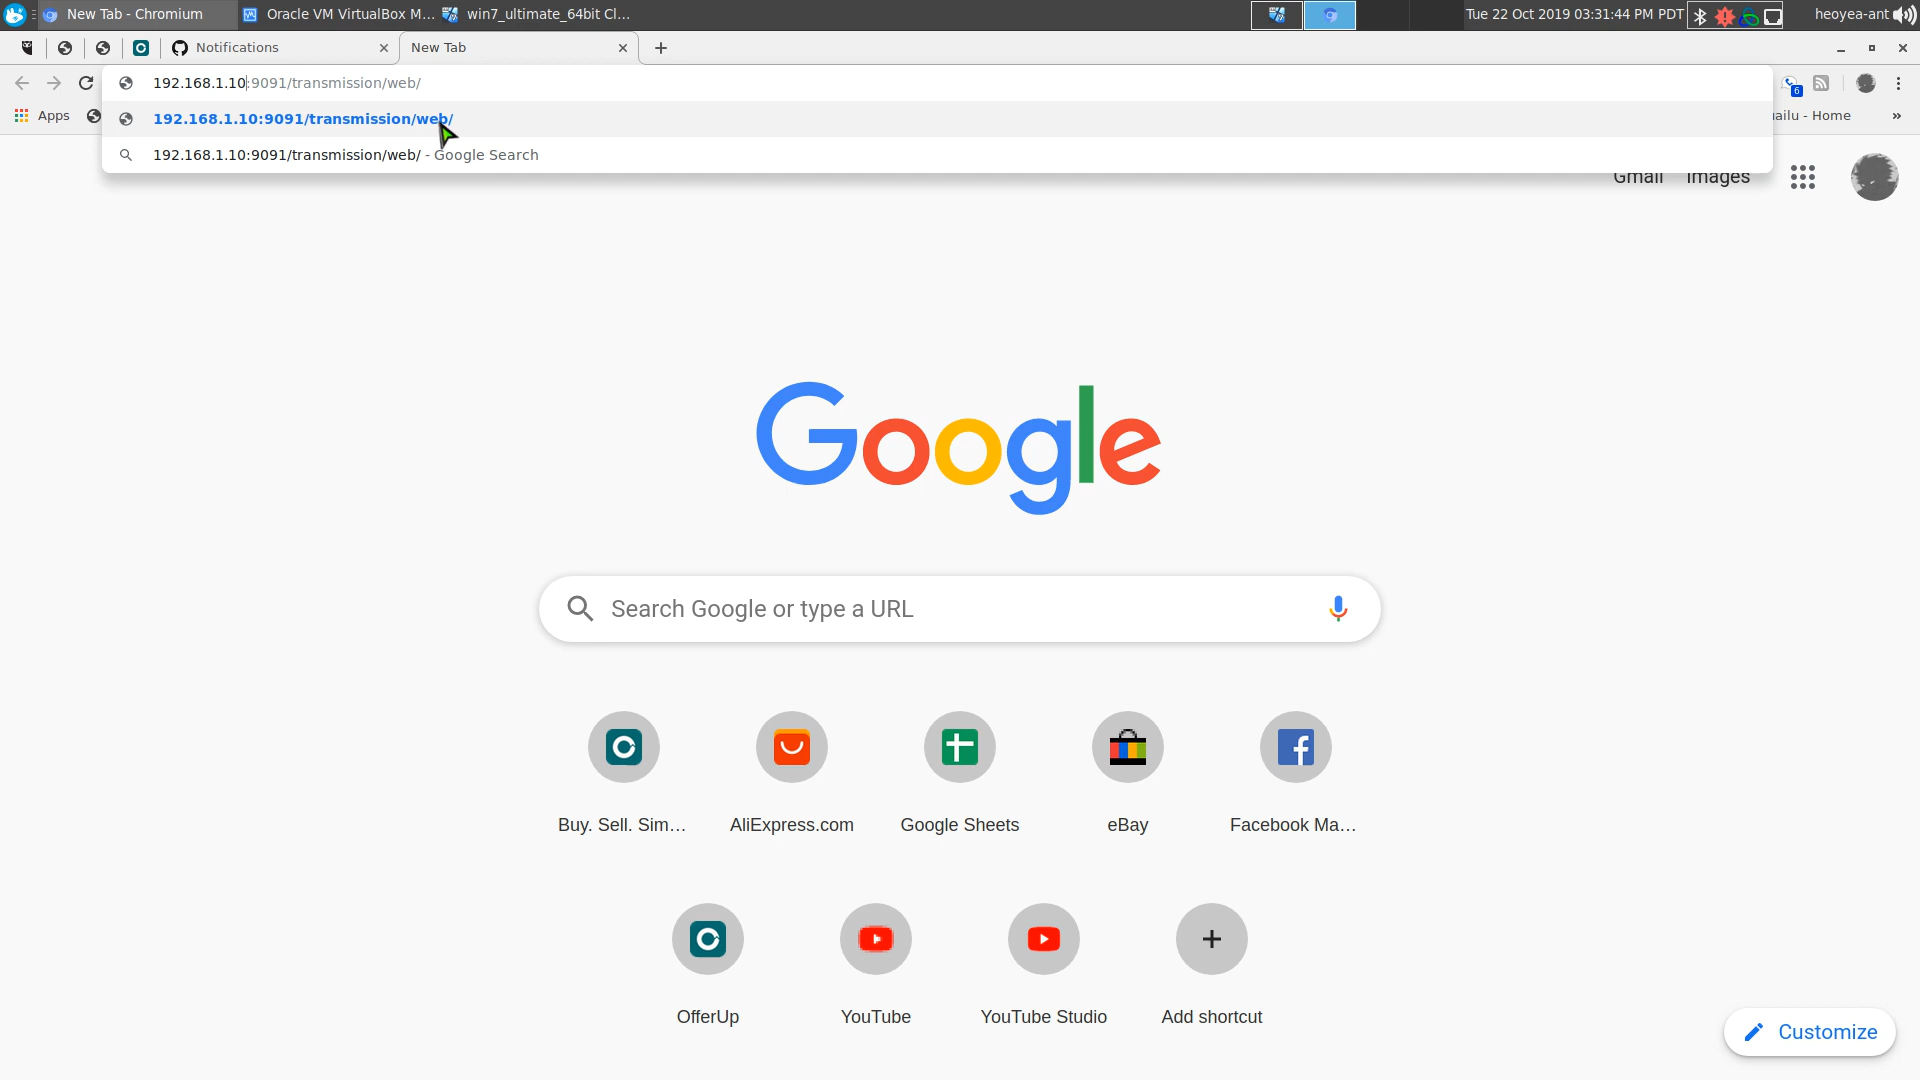 New Tab - Chromium
Oracle VM VirtualBox M...
win7_ultimate_64bit Cl...
Tue 22 Oct 2019 03:31:44 PM PDT
heoyea-ant
Notifications
New Tab
192.168.1.10:9091/transmission/web/
6
Apps
192.168.1.10:9091/transmission/web/
ailu - Home
»
192.168.1.10:9091/transmission/web/ - Google Search
Gmail Images
Google
Search Google or type a URL
Buy. Sell. Sim...
AliExpress.com
Google Sheets
eBay
Facebook Ma...
OfferUp
YouTube
YouTube Studio
Add shortcut
Customize